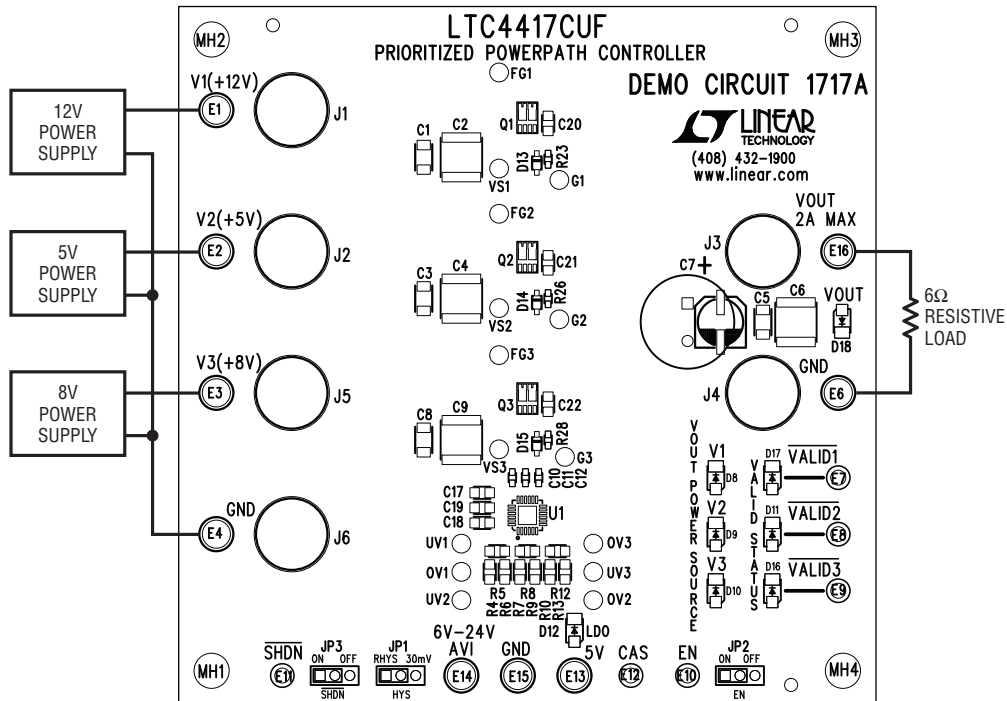 LTC4417CUF
PRIORITIZED POWERPATH CONTROLLER
DEMO CIRCUIT 1717A
LINEAR
TECHNOLOGY
(408) 432-1900
www.linear.com
MH2
MH3
12V
POWER
SUPPLY
V1(+12V)
E1
J1
FG1
Q1
C20
C1
C2
D13
R23
VS1
G1
5V
POWER
SUPPLY
V2(+5V)
E2
J2
FG2
Q2
C21
C3
C4
D14
R26
VS2
G2
VOUT
2A MAX
J3
E16
C7
+
C5
C6
VOUT
D18
6Ω
RESISTIVE
LOAD
8V
POWER
SUPPLY
V3(+8V)
E3
J5
FG3
Q3
C22
C8
C9
D15
R28
VS3
G3
C10
C11
C12
GND
J4
E6
GND
E4
J6
C17
C19
C18
U1
UV1
OV1
UV2
OV3
UV3
OV2
R5
R8
R12
R4
R6
R7
R9
R10
R13
VOUT POWER SOURCE
V1
D8
V2
D9
V3
D10
VALID STATUS
D17
VALID1
E7
D11
VALID2
E8
D16
VALID3
E9
MH1
SHDN
E11
JP3
ON OFF
SHDN
JP1
RHYS 30mV
HYS
6V-24V
AVI
E14
GND
E15
D12
LDO
5V
E13
CAS
E12
EN
E10
JP2
ON OFF
EN
MH4